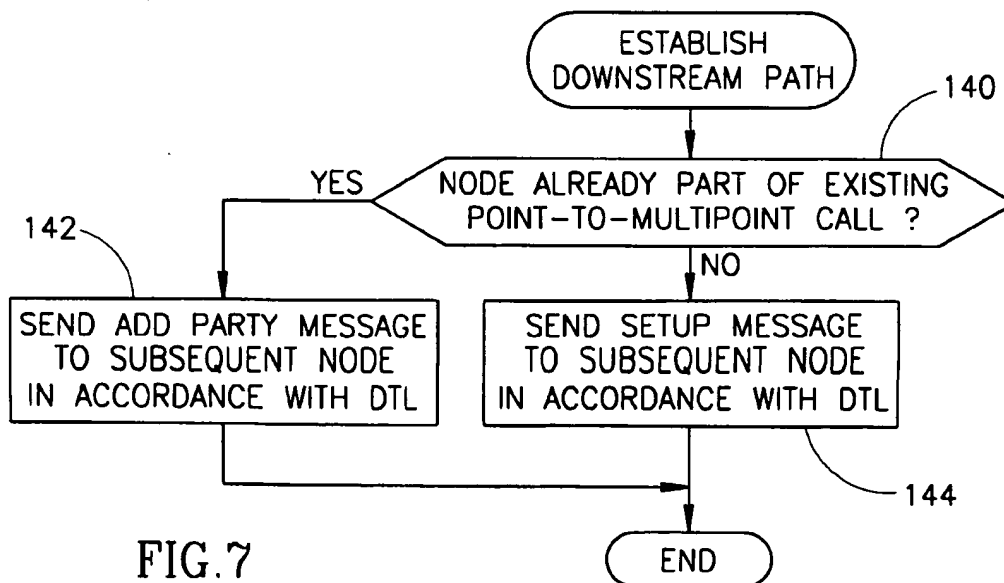 ESTABLISH
DOWNSTREAM PATH
140
YES
NODE ALREADY PART OF EXISTING
POINT-TO-MULTIPOINT CALL ?
142
NO
SEND ADD PARTY MESSAGE
TO SUBSEQUENT NODE
IN ACCORDANCE WITH DTL
SEND SETUP MESSAGE
TO SUBSEQUENT NODE
IN ACCORDANCE WITH DTL
144
FIG.7
END